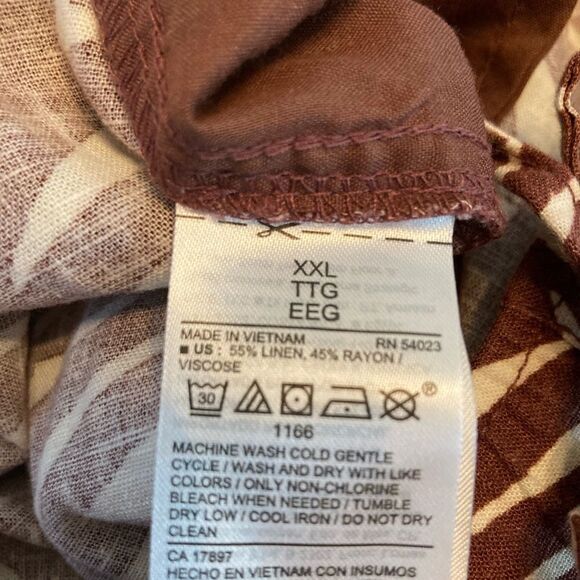 XXL
TTG
EEG
MADE IN VIETNAM RN 54023
■ US : 55% LINEN, 45% RAYON /
VISCOSE
30 ®
1166
MACHINE WASH COLD GENTLE
CYCLE / WASH AND DRY WITH LIKE
COLORS / ONLY NON-CHLORINE
BLEACH WHEN NEEDED / TUMBLE
DRY LOW / COOL IRON / DO NOT DRY
CLEAN
CA 17897
HECHO EN VIETNAM CON INSUMOS